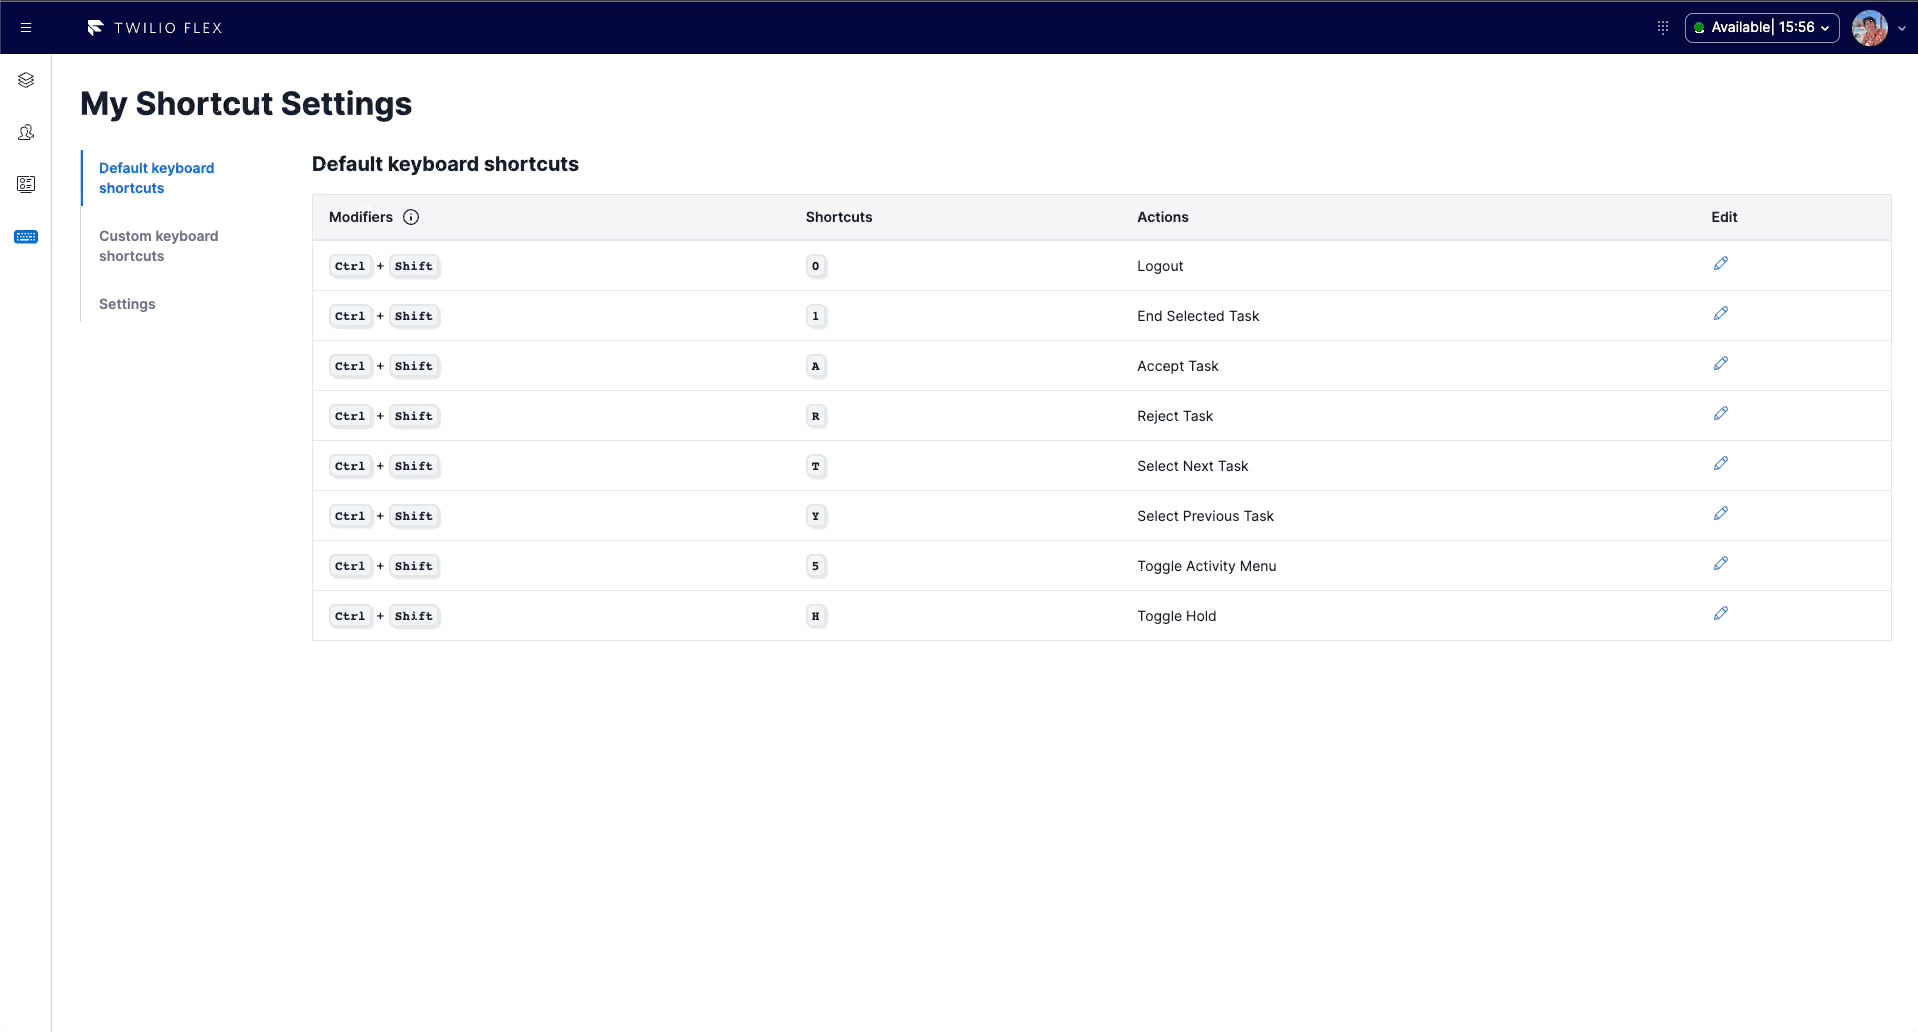 TWILIO FLEX
Available| 15:56
My Shortcut Settings
Default keyboard
shortcuts
Custom keyboard
shortcuts
Settings
Default keyboard shortcuts
Modifiers Shortcuts Actions Edit
Ctrl + Shift 0 Logout
Ctrl + Shift 1 End Selected Task
Ctrl + Shift A Accept Task
Ctrl + Shift R Reject Task
Ctrl + Shift T Select Next Task
Ctrl + Shift Y Select Previous Task
Ctrl + Shift 5 Toggle Activity Menu
Ctrl + Shift H Toggle Hold